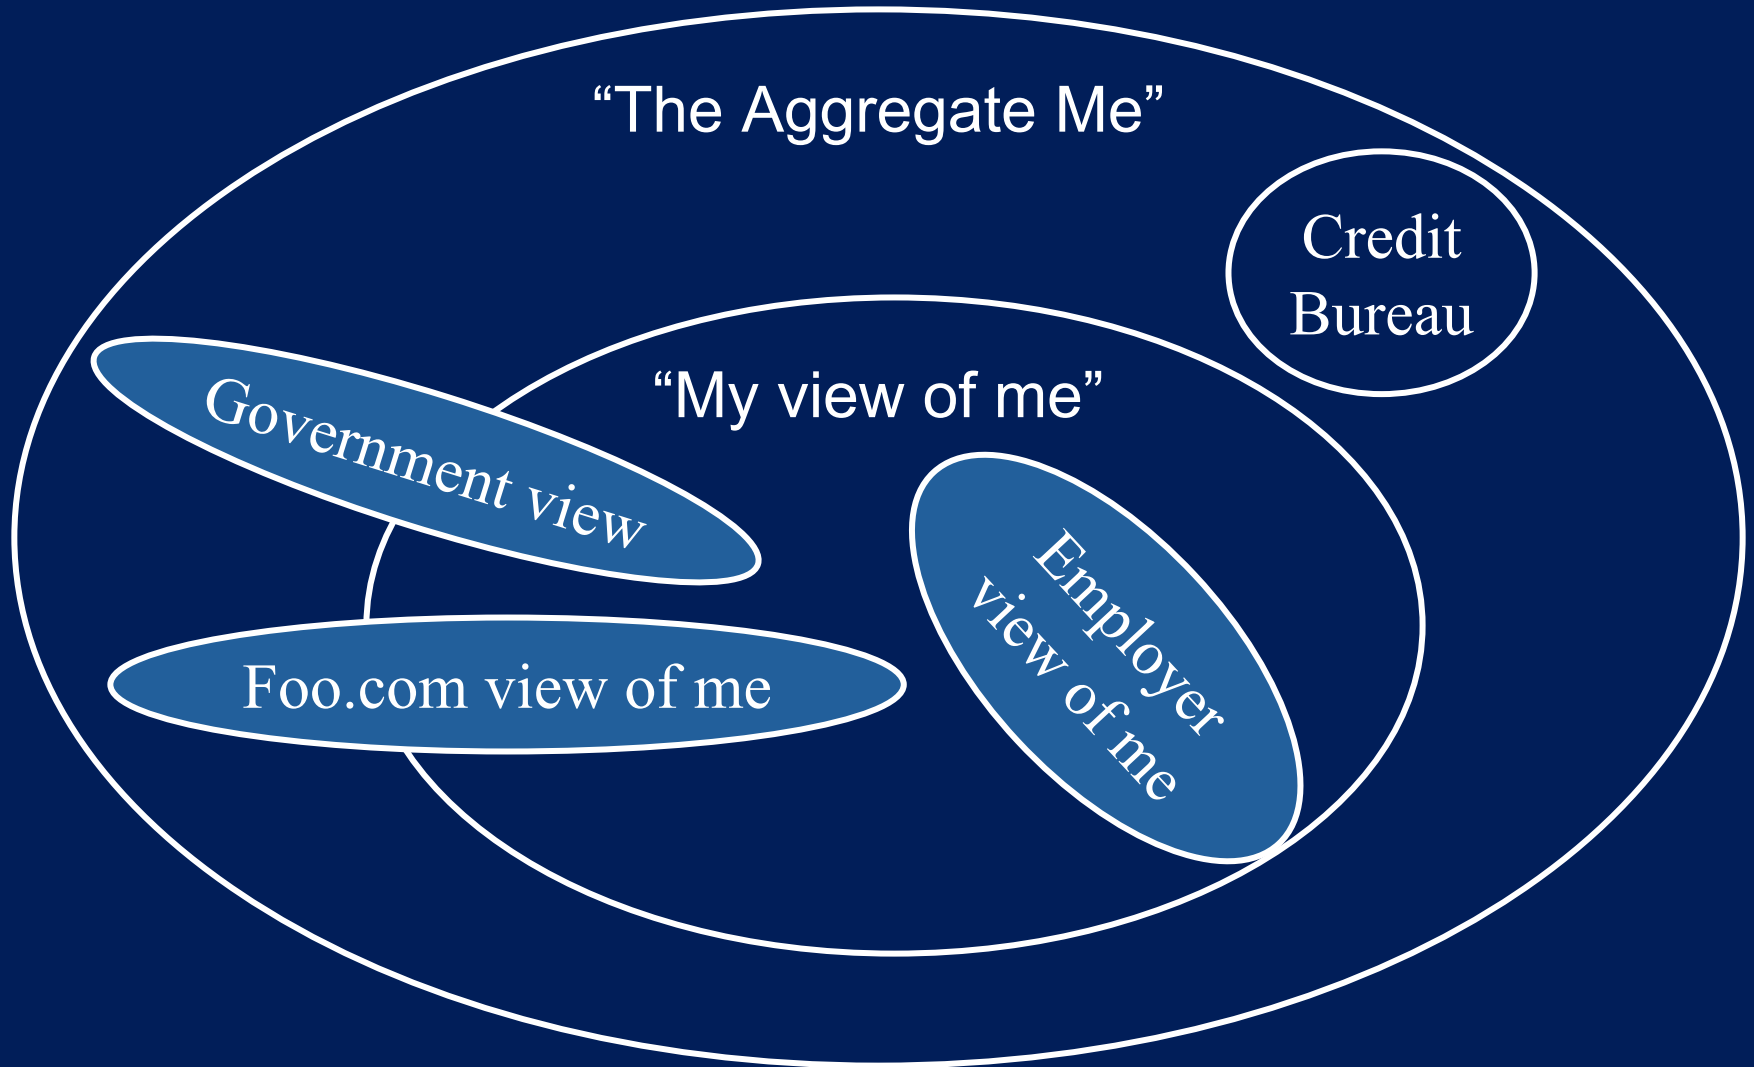 “The Aggregate Me”
Credit
Bureau
“My view of me”
Government view
Employer
view of me
Foo.com view of me